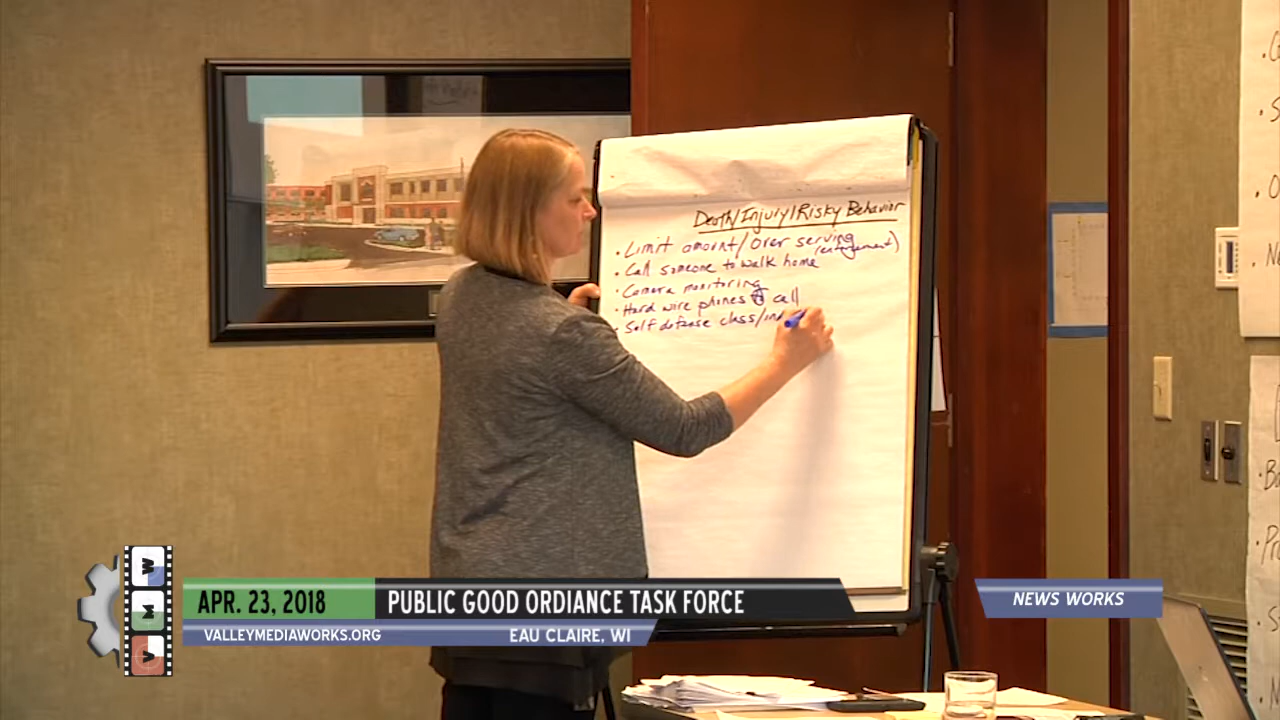 Death/Injury/Risky Behavior
• Limit amount/over serving
• Call someone to walk home
• Camera monitoring
• Hard wire phones to call
• Self defense class/
W
M
V
APR. 23, 2018
PUBLIC GOOD ORDIANCE TASK FORCE
VALLEYMEDIAWORKS.ORG
EAU CLAIRE, WI
NEWS WORKS